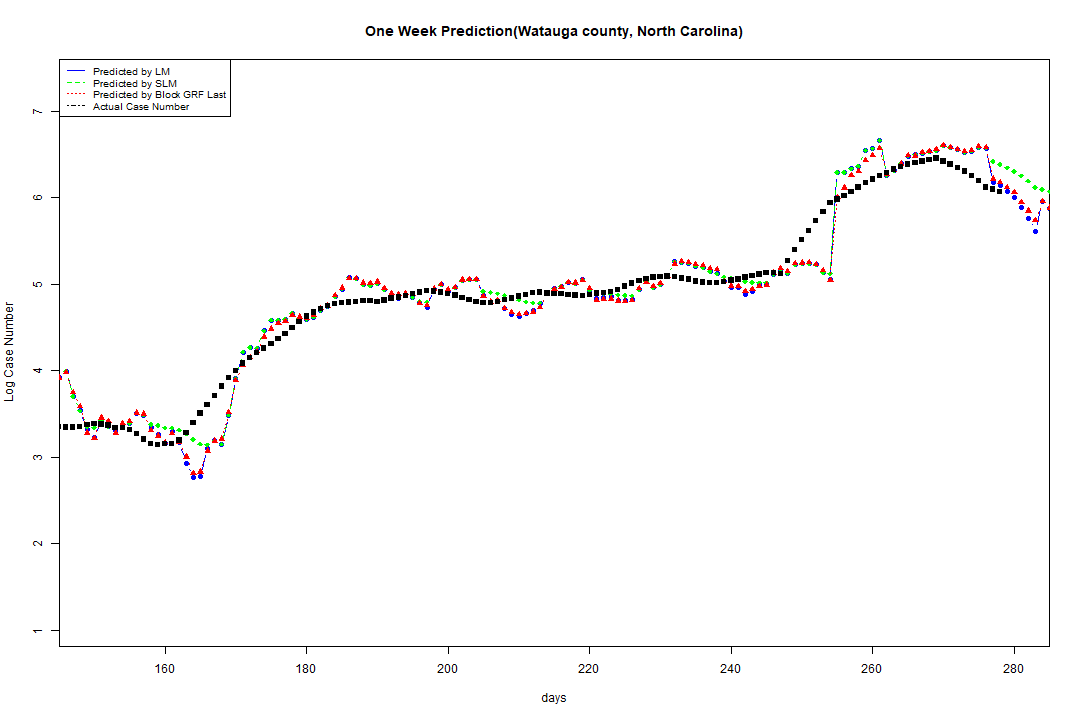 One Week Prediction(Watauga county, North Carolina)
Predicted by LM
Predicted by SLM
Predicted by Block GRF Last
Actual Case Number
7
6
5
4
3
2
1
Log Case Number
160 180 200 220 240 260 280
days